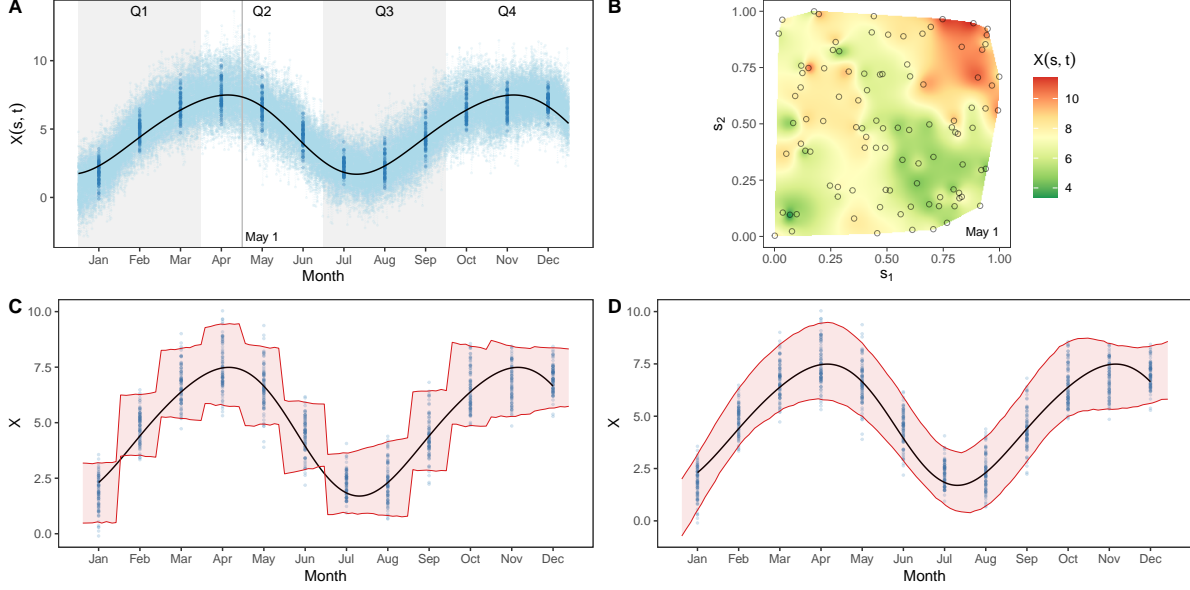 A
Q1
Q2
Q3
Q4
X(s, t)
10
5
0
May 1
Jan Feb Mar Apr May Jun Jul Aug Sep Oct Nov Dec
Month
B
1.00
0.75
0.50
0.25
0.00
s₂
May 1
0.00 0.25 0.50 0.75 1.00
s₁
X(s, t)
10
8
6
4
C
10.0
7.5
5.0
2.5
0.0
X
Jan Feb Mar Apr May Jun Jul Aug Sep Oct Nov Dec
Month
D
10.0
7.5
5.0
2.5
0.0
X
Jan Feb Mar Apr May Jun Jul Aug Sep Oct Nov Dec
Month